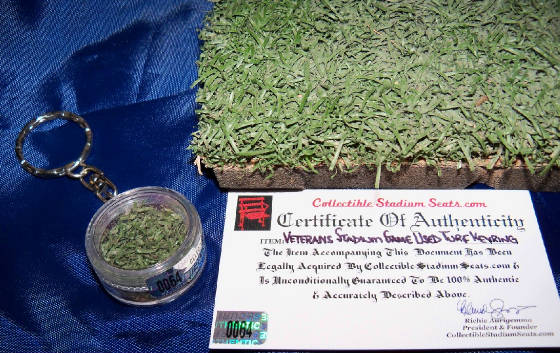 Collectible Stadium Seats.com
Certificate Of Authenticity
ITEM: VETERANS STADIUM GAME USED TURF KEYRING
The Item Accompanying This Document Has Been
Legally Acquired By Collectible StadiumSeats.com &
Is Unconditionally Guaranteed To Be 100% Authentic
& Accurately Described Above.
Richie Aurigemma
President & Founder
CollectibleStadiumSeats.com
0064
0064